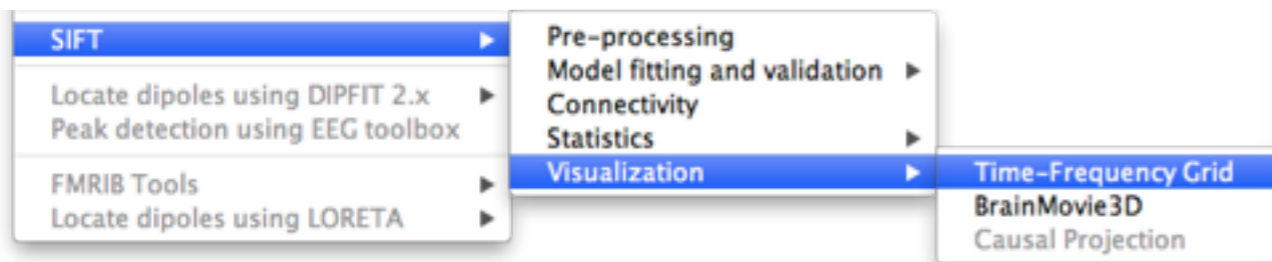 SIFT
Locate dipoles using DIPFIT 2.x
Peak detection using EEG toolbox
FMRIB Tools
Locate dipoles using LORETA
Pre-processing
Model fitting and validation
Connectivity
Statistics
Visualization
Time-Frequency Grid
BrainMovie3D
Causal Projection